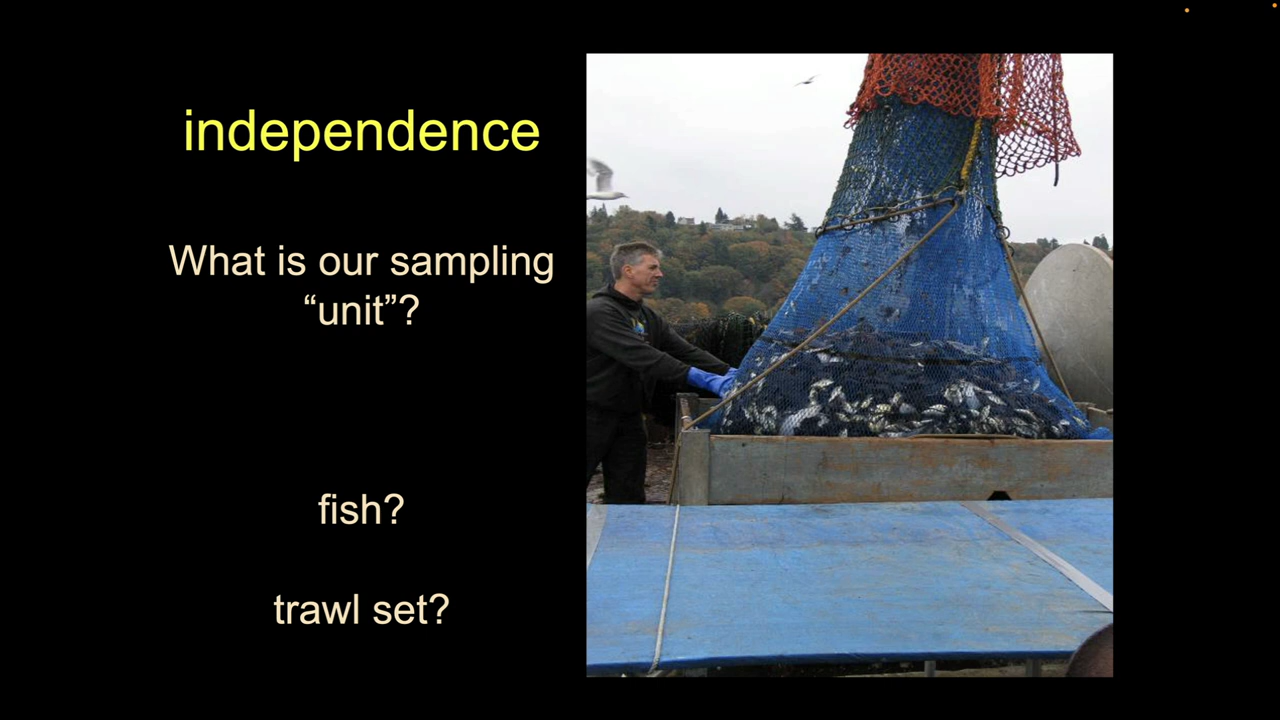 independence
What is our sampling
“unit”?
fish?
trawl set?